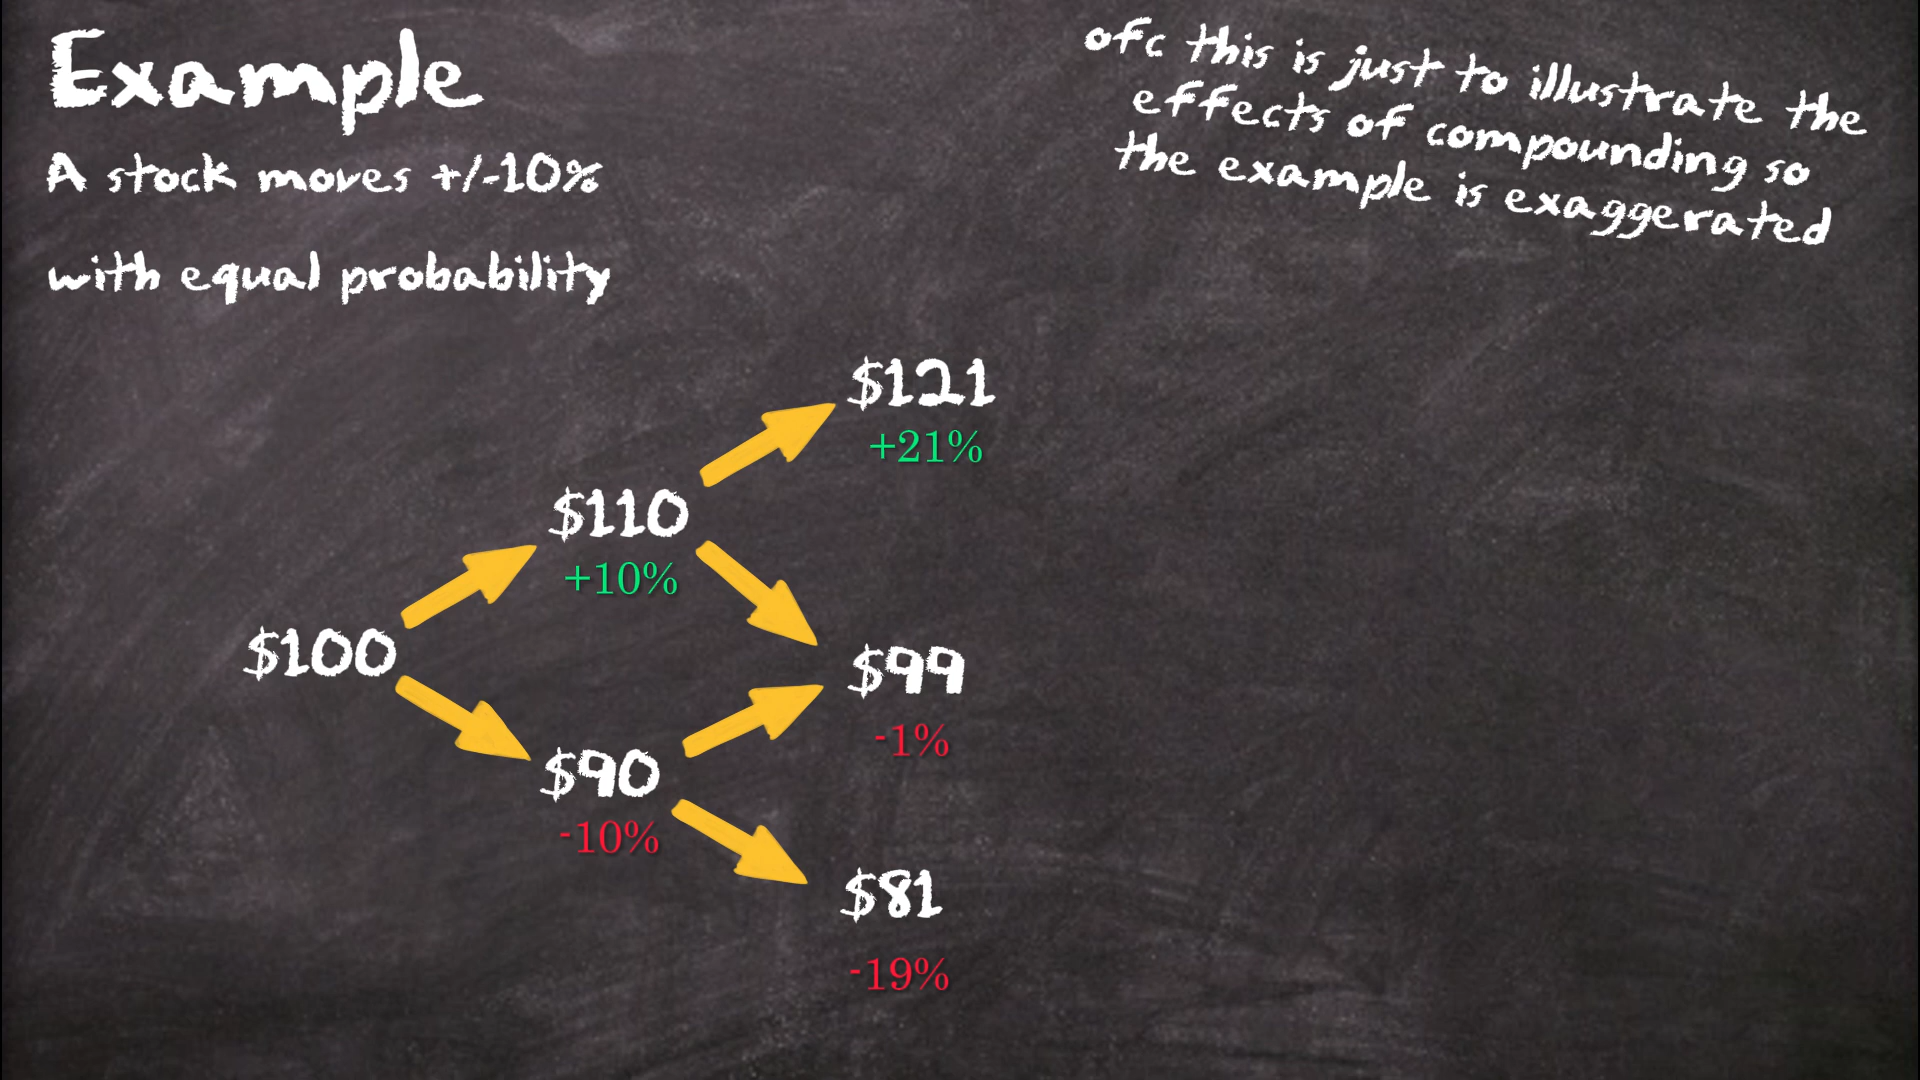 Example
A stock moves +/-10%
with equal probability
ofc this is just to illustrate the
effects of compounding so
the example is exaggerated
$121
+21%
$110
+10%
$100
$99
-1%
$90
-10%
$81
-19%